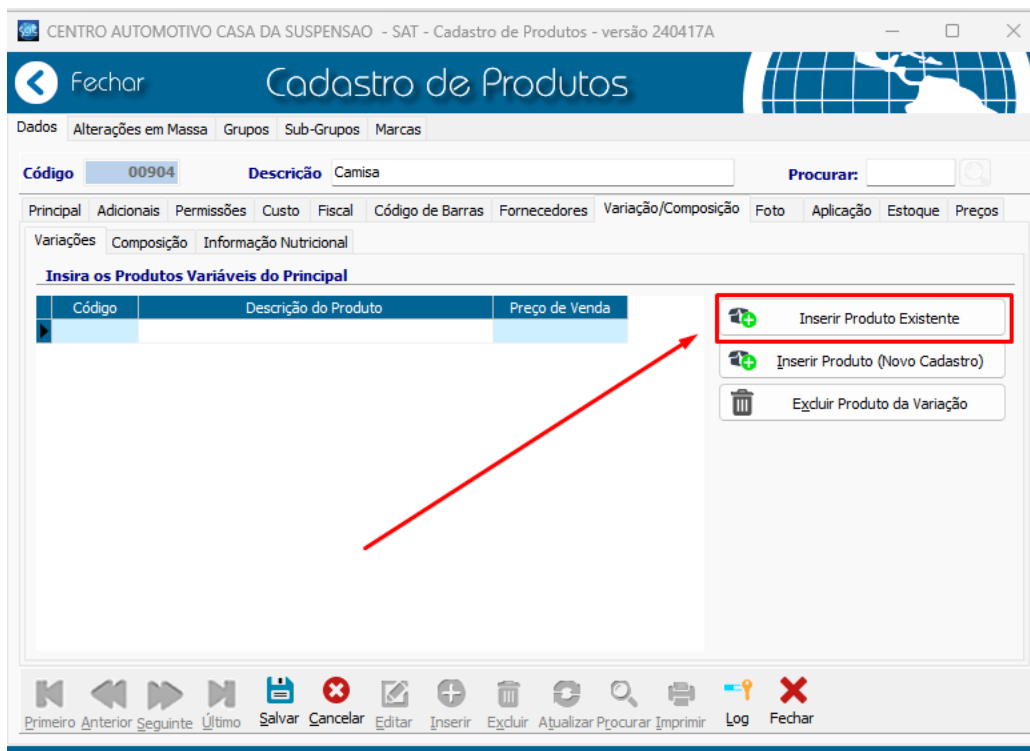 CENTRO AUTOMOTIVO CASA DA SUSPENSAO - SAT - Cadastro de Produtos - versão 240417A
Fechar Cadastro de Produtos
Dados Alterações em Massa Grupos Sub-Grupos Marcas
Código 00904 Descrição Camisa Procurar:
Principal Adicionais Permissões Custo Fiscal Código de Barras Fornecedores Variação/Composição Foto Aplicação Estoque Preços
Variações Composição Informação Nutricional
Insira os Produtos Variáveis do Principal
Código Descrição do Produto Preço de Venda
Inserir Produto Existente
Inserir Produto (Novo Cadastro)
Excluir Produto da Variação
Primeiro Anterior Seguinte Último Salvar Cancelar Editar Inserir Excluir Atualizar Procurar Imprimir Log Fechar